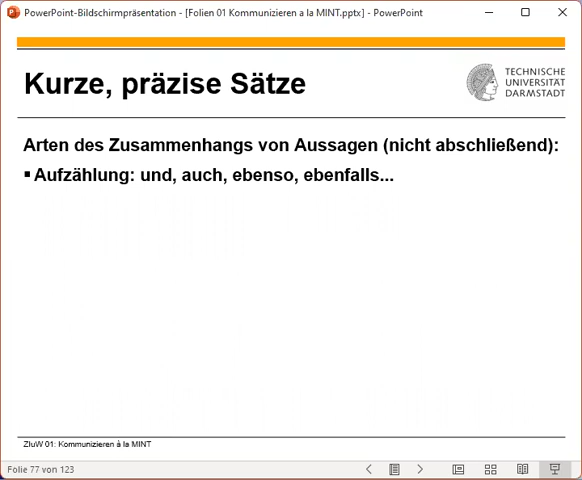 PowerPoint-Bildschirmpräsentation - [Folien 01 Kommunizieren a la MINT.pptx] - PowerPoint
Kurze, präzise Sätze
TECHNISCHE
UNIVERSITÄT
DARMSTADT
Arten des Zusammenhangs von Aussagen (nicht abschließend):
▪ Aufzählung: und, auch, ebenso, ebenfalls...
ZIuW 01: Kommunizieren à la MINT
Folie 77 von 123